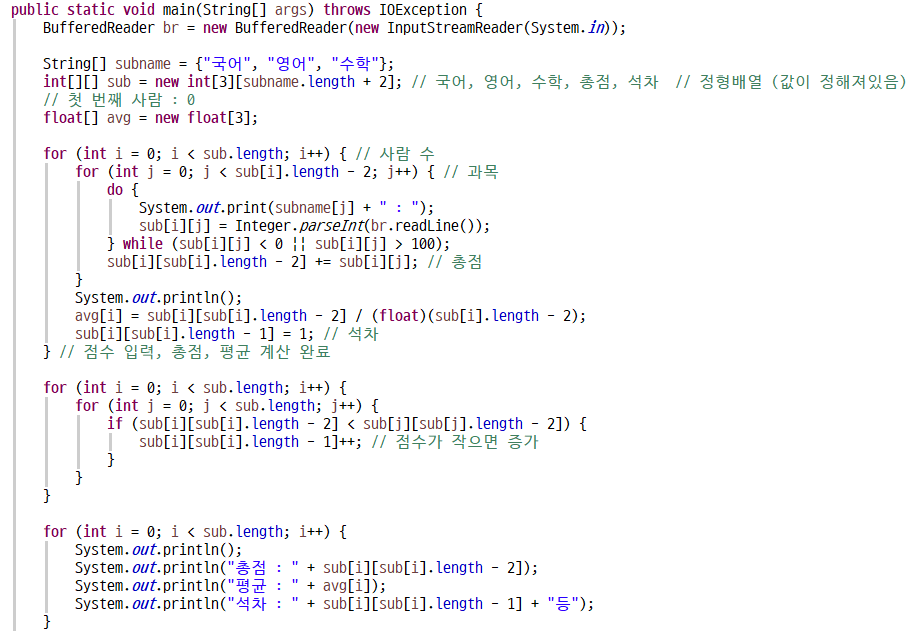 public static void main(String[] args) throws IOException {
BufferedReader br = new BufferedReader(new InputStreamReader(System.in));
String[] subname = {"국어", "영어", "수학"};
int[][] sub = new int[3][subname.length + 2]; // 국어, 영어, 수학, 총점, 석차  // 정형배열 (값이 정해져있음)
// 첫 번째 사람 : 0
float[] avg = new float[3];
for (int i = 0; i < sub.length; i++) { // 사람 수
for (int j = 0; j < sub[i].length - 2; j++) { // 과목
do {
System.out.print(subname[j] + " : ");
sub[i][j] = Integer.parseInt(br.readLine());
} while (sub[i][j] < 0 || sub[i][j] > 100);
sub[i][sub[i].length - 2] += sub[i][j]; // 총점
}
System.out.println();
avg[i] = sub[i][sub[i].length - 2] / (float)(sub[i].length - 2);
sub[i][sub[i].length - 1] = 1; // 석차
} // 점수 입력, 총점, 평균 계산 완료
for (int i = 0; i < sub.length; i++) {
for (int j = 0; j < sub.length; j++) {
if (sub[i][sub[i].length - 2] < sub[j][sub[j].length - 2]) {
sub[i][sub[i].length - 1]++; // 점수가 작으면 증가
}
}
}
for (int i = 0; i < sub.length; i++) {
System.out.println();
System.out.println("총점 : " + sub[i][sub[i].length - 2]);
System.out.println("평균 : " + avg[i]);
System.out.println("석차 : " + sub[i][sub[i].length - 1] + "등");
}